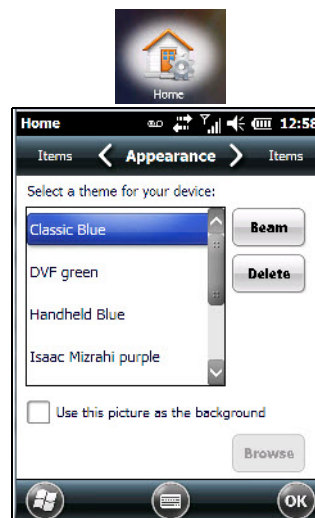 Home
Home 12:58
Items Appearance Items
Select a theme for your device:
Classic Blue
Beam
DVF green
Delete
Handheld Blue
Isaac Mizrahi purple
Use this picture as the background
Browse
OK